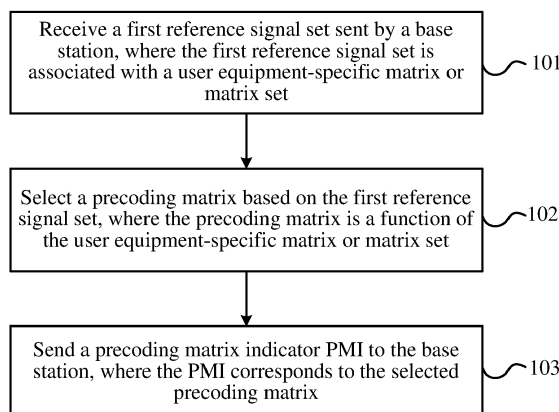 Receive a first reference signal set sent by a base
station, where the first reference signal set is
associated with a user equipment-specific matrix or
matrix set
101
Select a precoding matrix based on the first reference
signal set, where the precoding matrix is a function of
the user equipment-specific matrix or matrix set
102
Send a precoding matrix indicator PMI to the base
station, where the PMI corresponds to the selected
precoding matrix
103